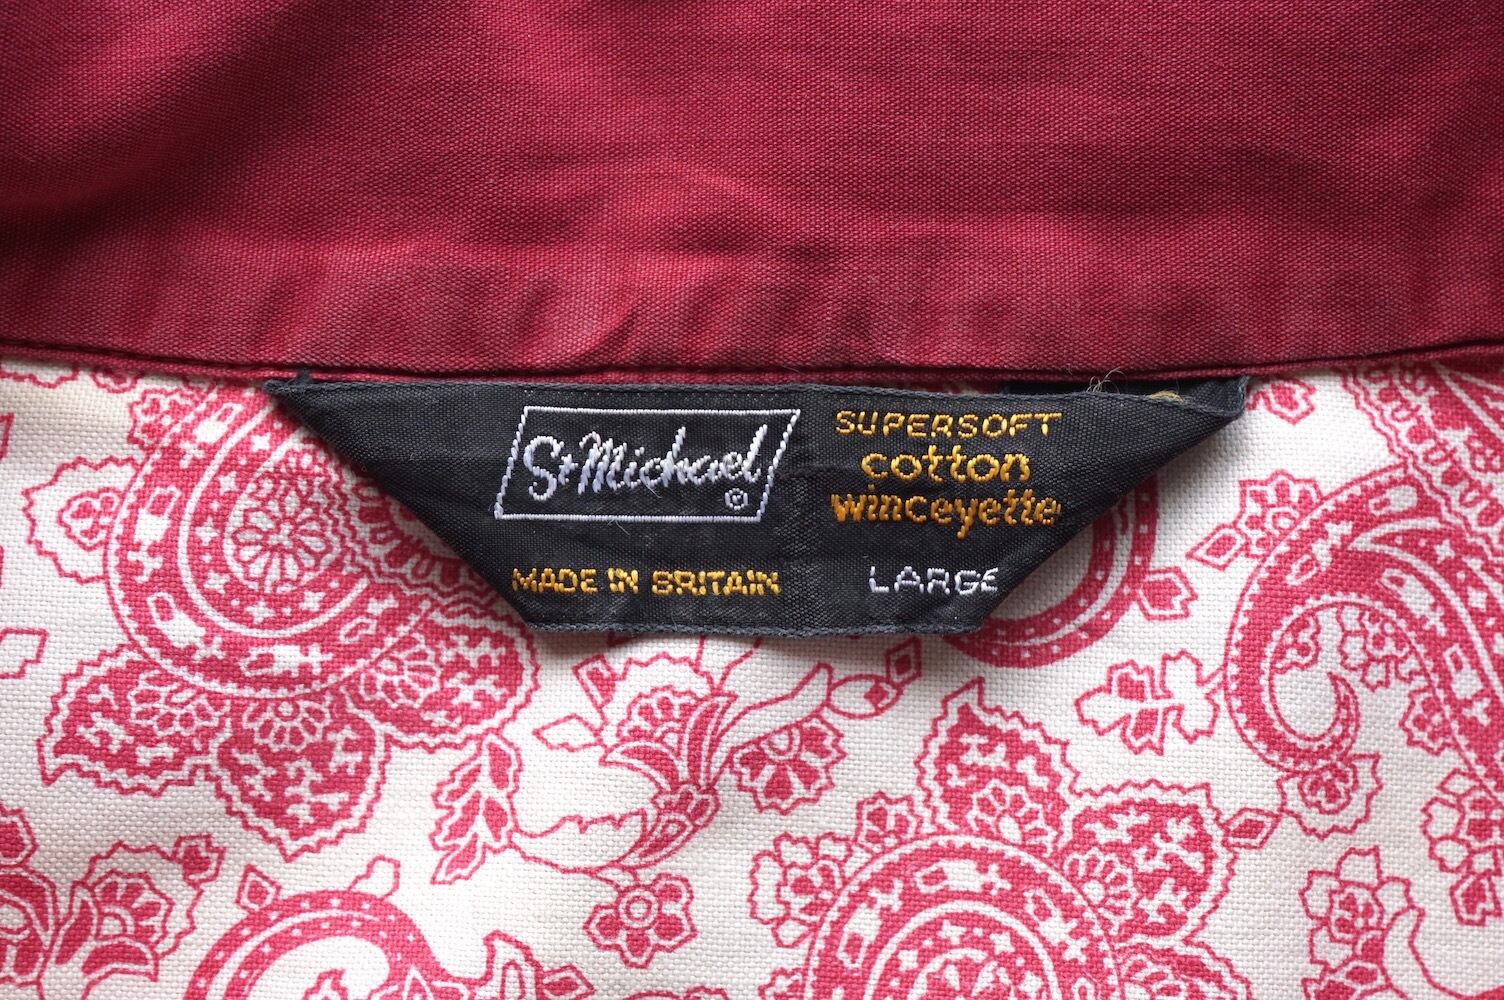 St Michael
®
MADE IN BRITAIN
SUPERSOFT
cotton
winceyette
LARGE